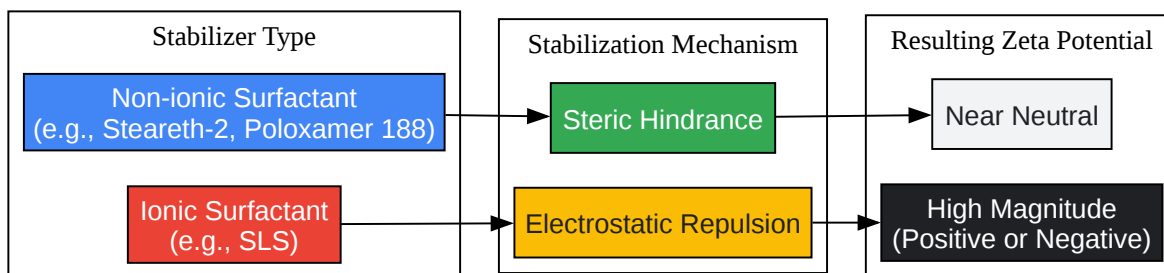 Stabilizer Type
Non-ionic Surfactant
(e.g., Steareth-2, Poloxamer 188)
Ionic Surfactant
(e.g., SLS)
Stabilization Mechanism
Steric Hindrance
Electrostatic Repulsion
Resulting Zeta Potential
Near Neutral
High Magnitude
(Positive or Negative)